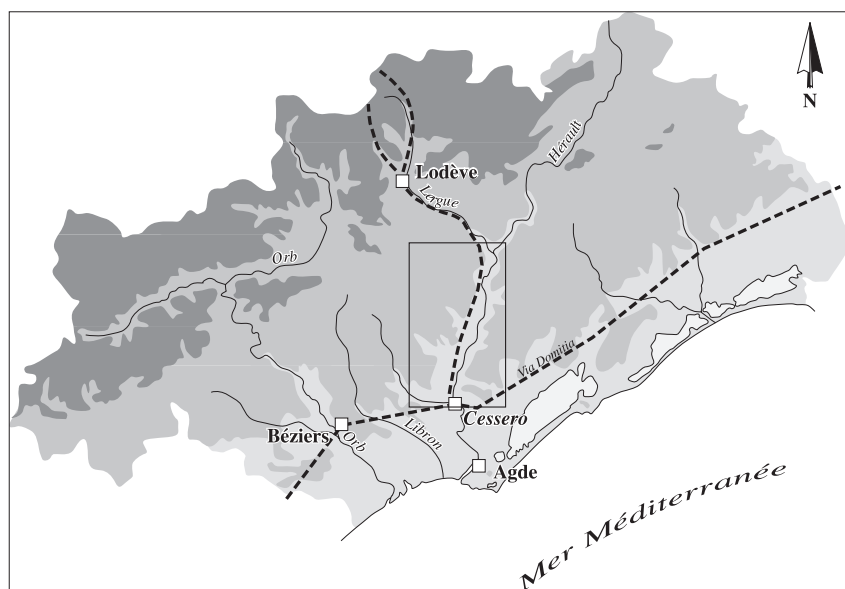 N
Hérault
Lodève
Lergue
Orb
Via Domitia
Cessero
Béziers
Orb
Libron
Agde
Mer Méditerranée